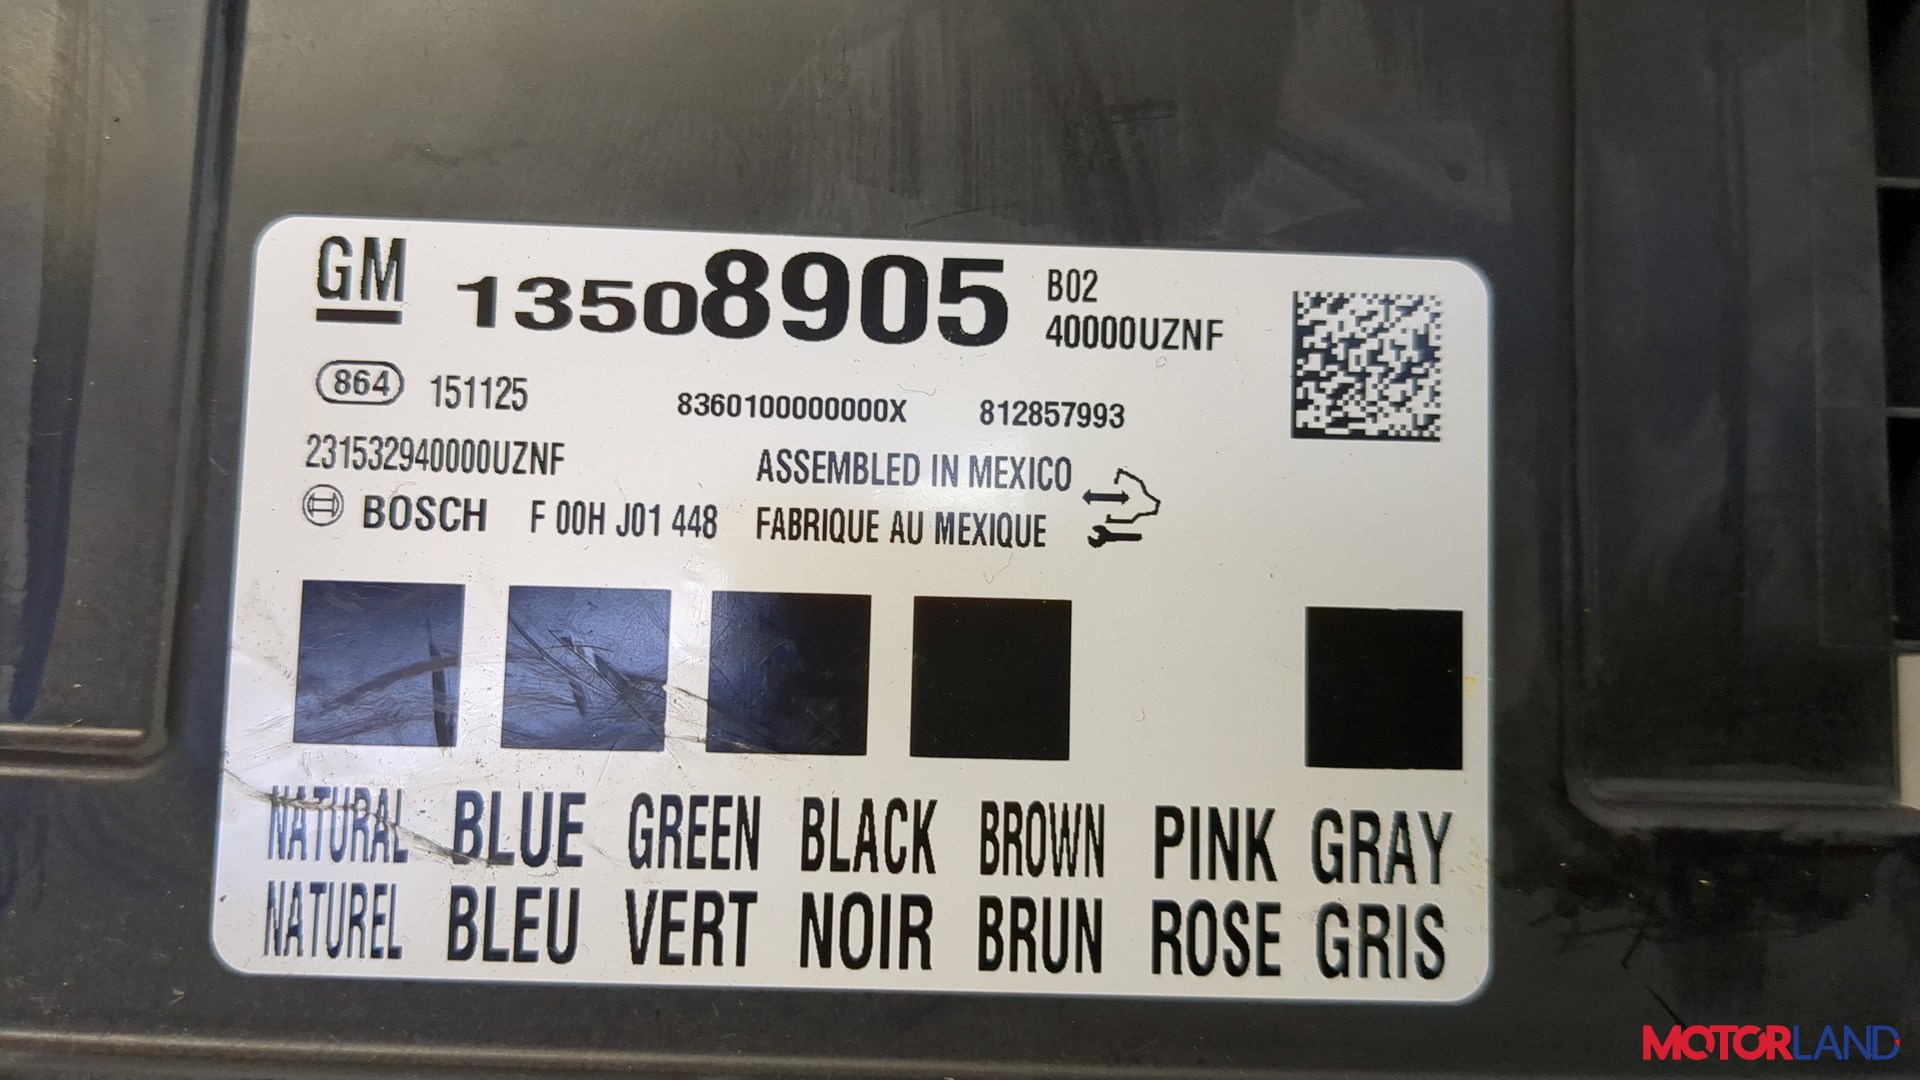 GM 13508905 B02
40000UZNF
864 151125 8360100000000X 812857993
231532940000UZNF ASSEMBLED IN MEXICO
BOSCH F 00H J01 448 FABRIQUE AU MEXIQUE
NATURAL BLUE GREEN BLACK BROWN PINK GRAY
NATUREL BLEU VERT NOIR BRUN ROSE GRIS
MOTORLAND